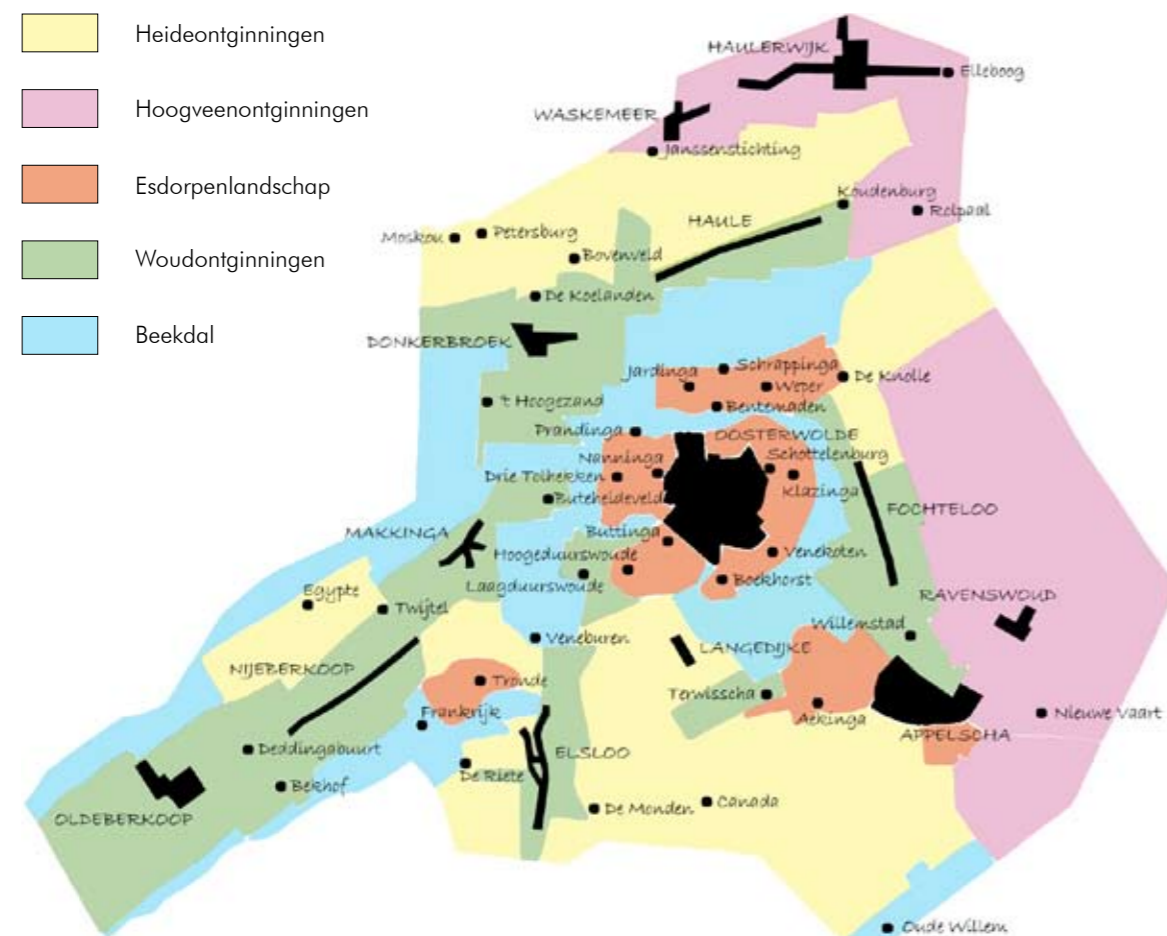 Heideontginningen
Hoogveenontginningen
Esdorpenlandschap
Woudontginningen
Beekdal
HAULERWIJK
Elleboog
WASKEMEER
Janssenstichting
Koudenburg
Rolpaal
HAULE
Moskou
Petersburg
Bovenveld
De Koelanden
DONKERBROEK
Schrappinga
Jardinga
Weper
De Knolle
't Hoogezand
Bentemaden
Prandinga
OOSTERWOLDE
Nanninga
Schottelenburg
Drie Tolhekken
Klazinga
Buteheideveld
FOCHTELOO
MAKKINGA
Buttinga
Hoogeduurswoude
Venekoten
Laagduurswoude
Boekhorst
Egypte
Twijtel
RAVENSWOUD
Willemstad
Veneburen
LANGEDIJKE
NIJEBERKOOP
Tronde
Terwisscha
Aekinga
Frankrijk
Nieuwe Vaart
APPELSCHA
Deddingabuurt
ELSLOO
De Riete
Bekhof
De Monden
Canada
OLDEBERKOOP
Oude Willem